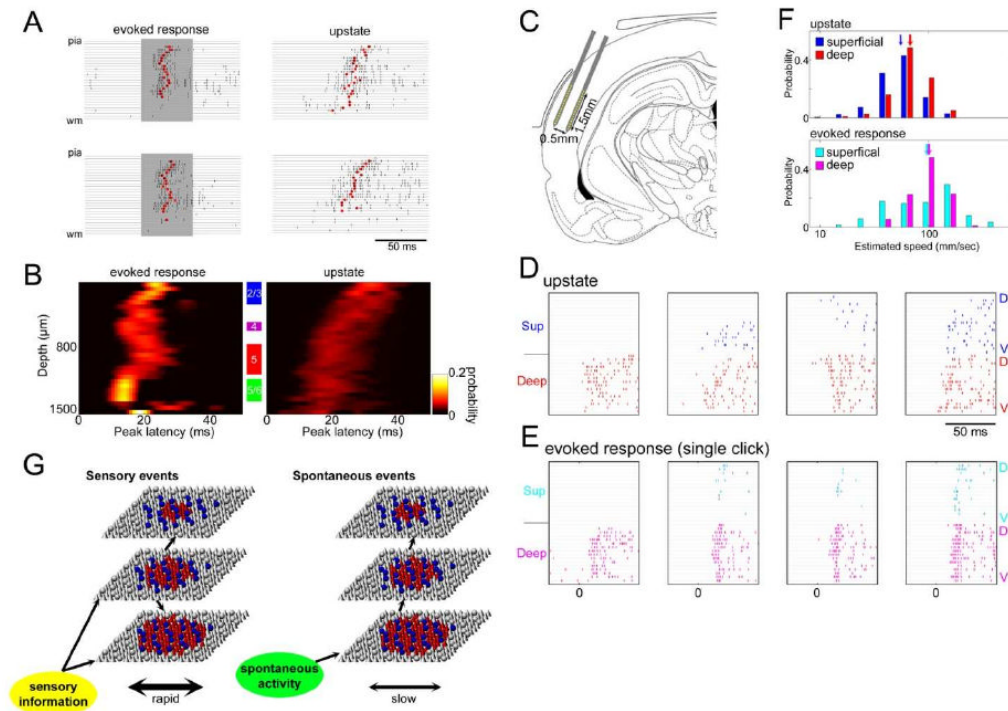 A
evoked response
upstate
pia
wm
pia
wm
50 ms
B
evoked response
upstate
Depth (μm)
800
1500
0
20
40
Peak latency (ms)
2/3
4
5
5/6
0
20
40
Peak latency (ms)
0.2
0
probability
C
0.5mm
1.5mm
F
upstate
superficial
deep
Probability
0.4
0
evoked response
superfical
deep
Probability
0.4
0
10
100
Estimated speed (mm/sec)
D
upstate
Sup
Deep
D
V
D
V
50 ms
E
evoked response (single click)
Sup
Deep
D
V
D
V
0
0
0
0
G
Sensory events
Spontaneous events
sensory
information
rapid
spontaneous
activity
slow